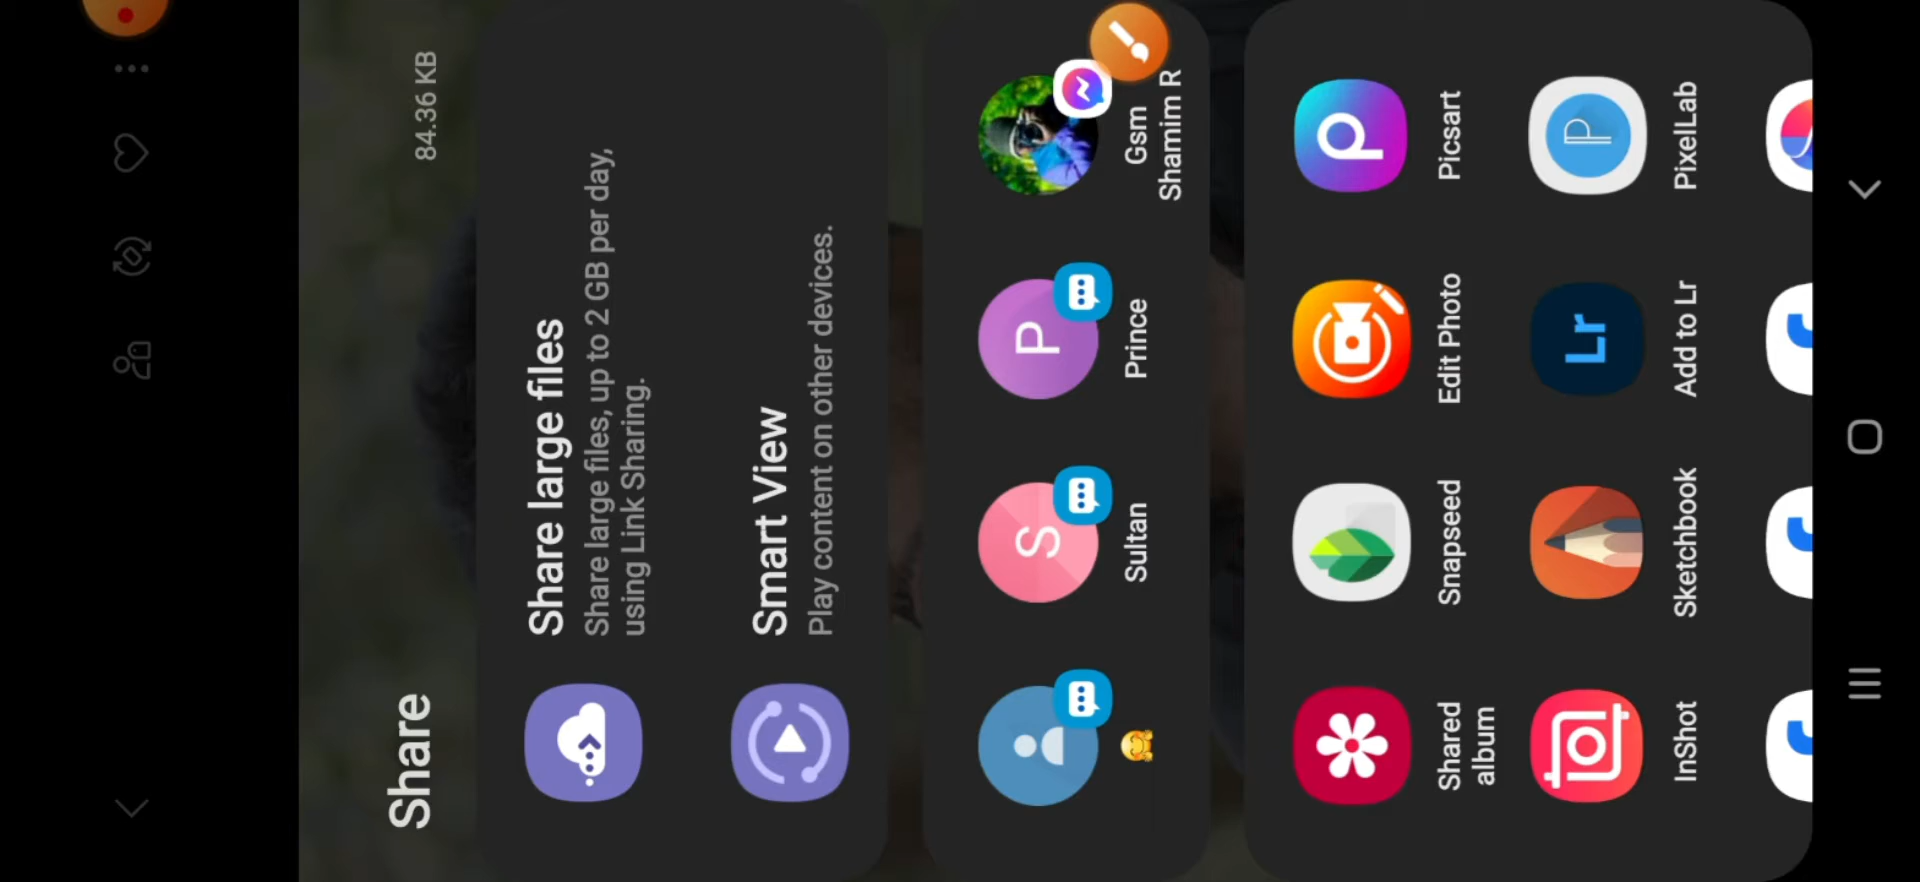 Share
84.36 KB
Share large files
Share large files, up to 2 GB per day,
using Link Sharing.
Smart View
Play content on other devices.
S
P
🤗
Sultan
Prince
Gsm
Shamim R
Shared
album
Snapseed
Edit Photo
Picsart
Lr
P
InShot
Sketchbook
Add to Lr
PixelLab